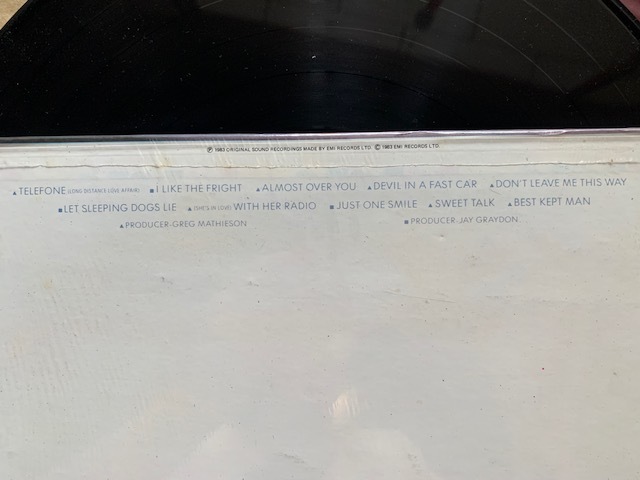 ℗ 1983 ORIGINAL SOUND RECORDINGS MADE BY EMI RECORDS LTD. © 1983 EMI RECORDS LTD.
▲TELEFONE (LONG DISTANCE LOVE AFFAIR) ■I LIKE THE FRIGHT ▲ALMOST OVER YOU ▲DEVIL IN A FAST CAR ▲DON'T LEAVE ME THIS WAY
■LET SLEEPING DOGS LIE ▲(SHE'S IN LOVE) WITH HER RADIO ■JUST ONE SMILE ▲SWEET TALK ▲BEST KEPT MAN
▲PRODUCER-GREG MATHIESON ■PRODUCER-JAY GRAYDON